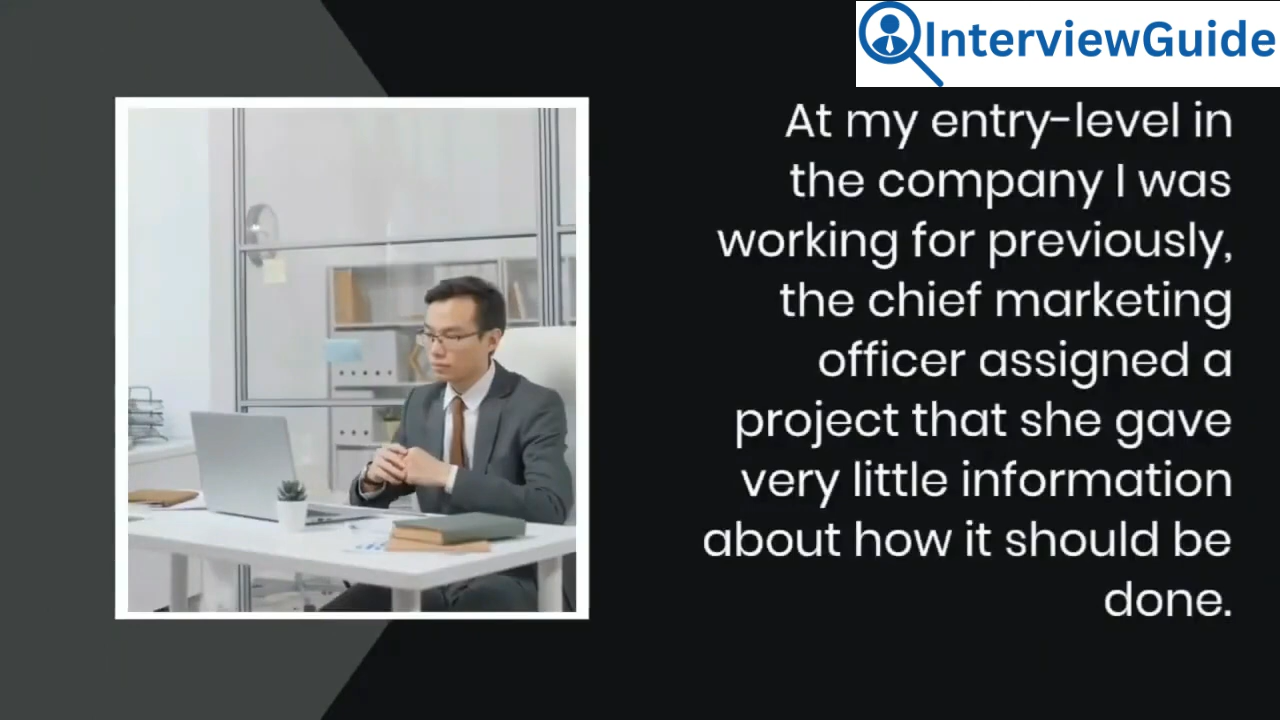 InterviewGuide
At my entry-level in
the company I was
working for previously,
the chief marketing
officer assigned a
project that she gave
very little information
about how it should be
done.